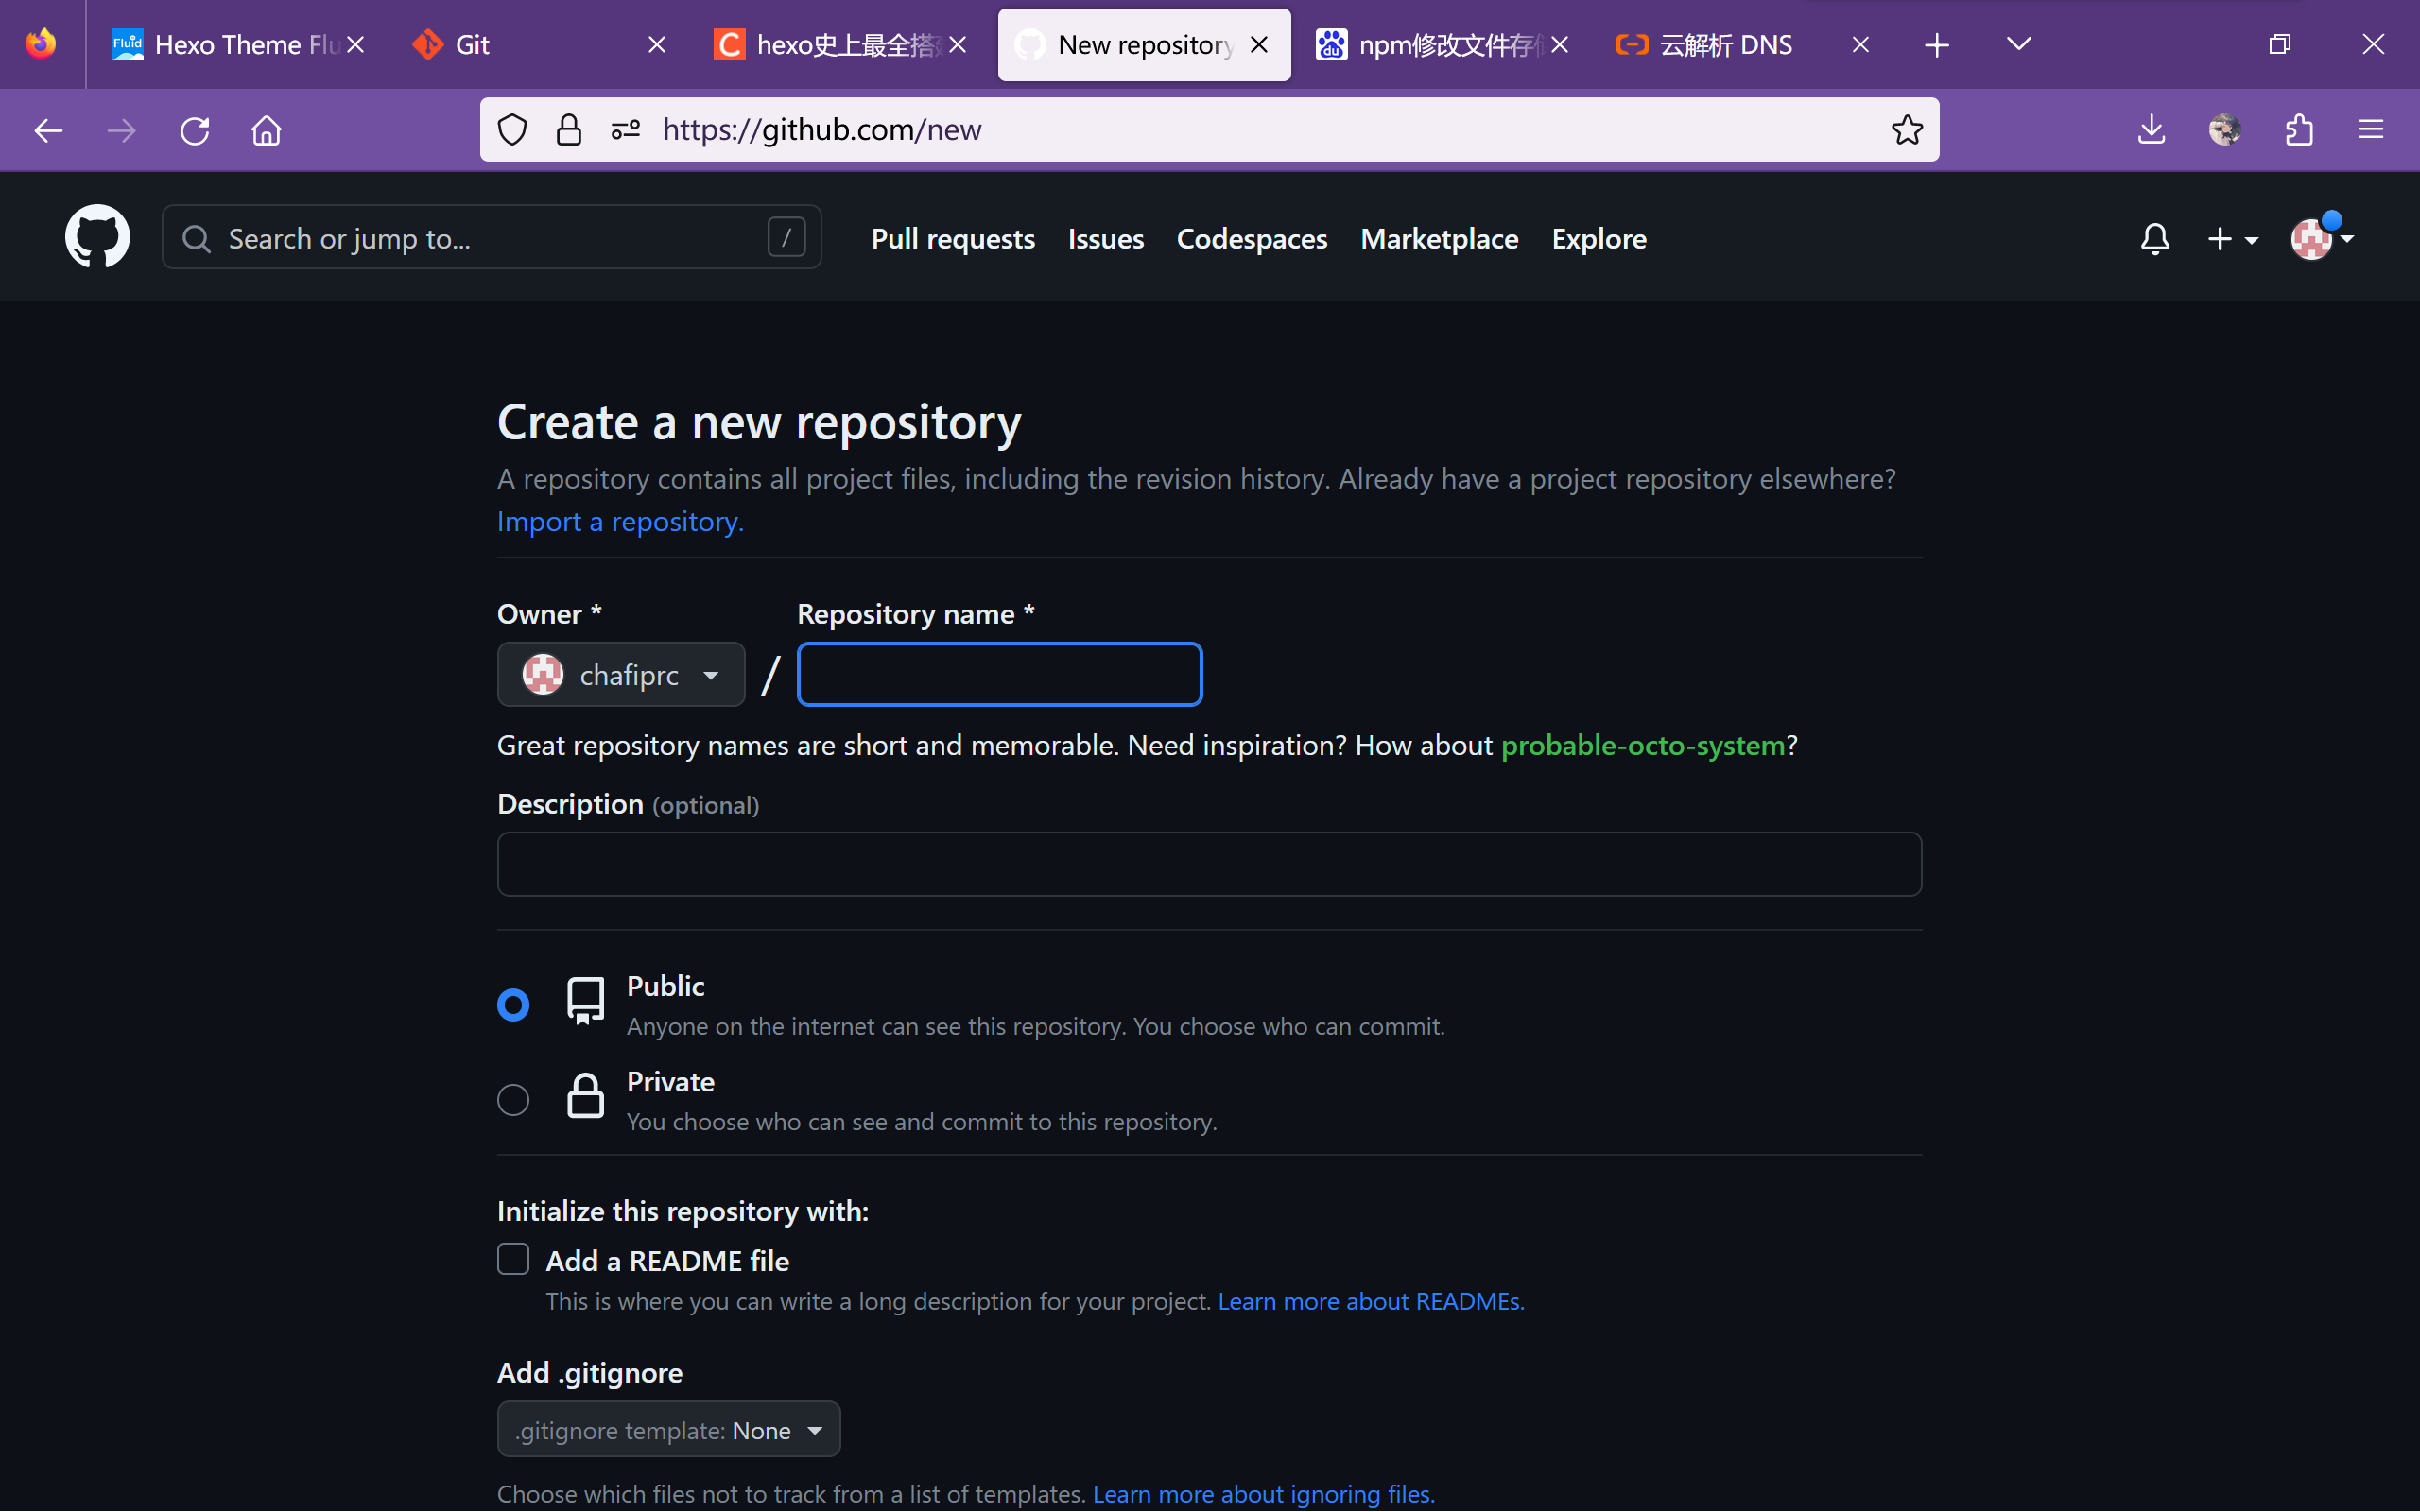 Fluid Hexo Theme Flu
Git
hexo史上最全搭
New repository
npm修改文件存
云解析 DNS
https://github.com/new
Search or jump to... /
Pull requests Issues Codespaces Marketplace Explore
Create a new repository
A repository contains all project files, including the revision history. Already have a project repository elsewhere?
Import a repository.
Owner * Repository name *
chafiprc /
Great repository names are short and memorable. Need inspiration? How about probable-octo-system?
Description (optional)
Public
Anyone on the internet can see this repository. You choose who can commit.
Private
You choose who can see and commit to this repository.
Initialize this repository with:
Add a README file
This is where you can write a long description for your project. Learn more about READMEs.
Add .gitignore
.gitignore template: None
Choose which files not to track from a list of templates. Learn more about ignoring files.